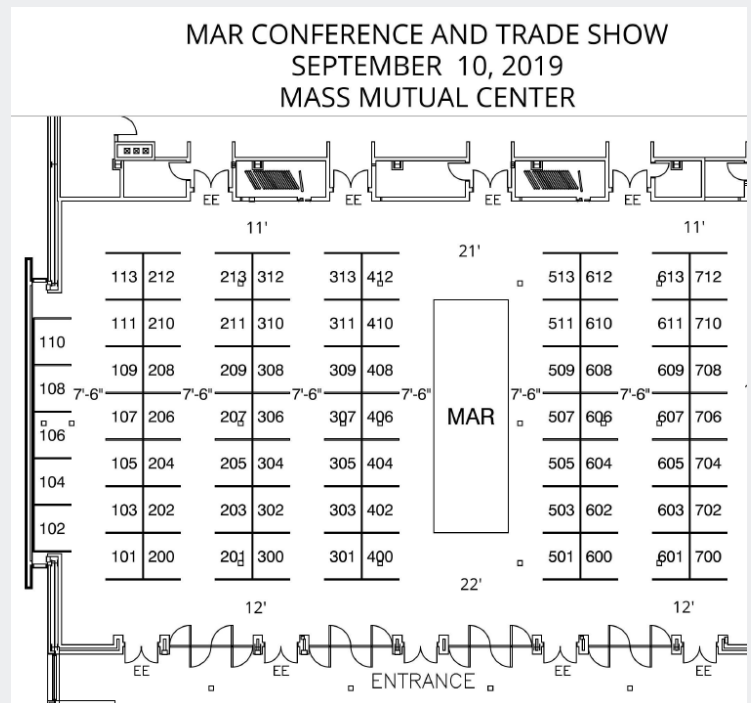 MAR CONFERENCE AND TRADE SHOW
SEPTEMBER 10, 2019
MASS MUTUAL CENTER
EE EE EE EE
11' 11'
21'
113 212 213 312 313 412 513 612 613 712
111 210 211 310 311 410 511 610 611 710
110
109 208 209 308 309 408 509 608 609 708
108
7'-6" 7'-6" 7'-6" 7'-6" 7'-6" 7'-6"
107 206 207 306 307 406 MAR 507 606 607 706
106
105 204 205 304 305 404 505 604 605 704
104
103 202 203 302 303 402 503 602 603 702
102
101 200 201 300 301 400 501 600 601 700
22'
12' 12'
EE EE EE EE
ENTRANCE